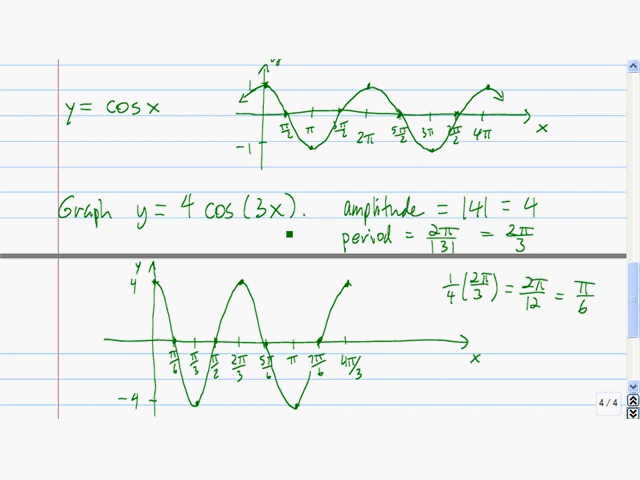 y
1
y = cos x
π/2 π 3π/2 2π 5π/2 3π 7π/2 4π x
-1
Graph y = 4 cos(3x). amplitude = |4| = 4
period = 2π/|3| = 2π/3
y
4
1/4 (2π/3) = 2π/12 = π/6
π/6 π/3 π/2 2π/3 5π/6 π 7π/6 4π/3 x
-4
4 / 4